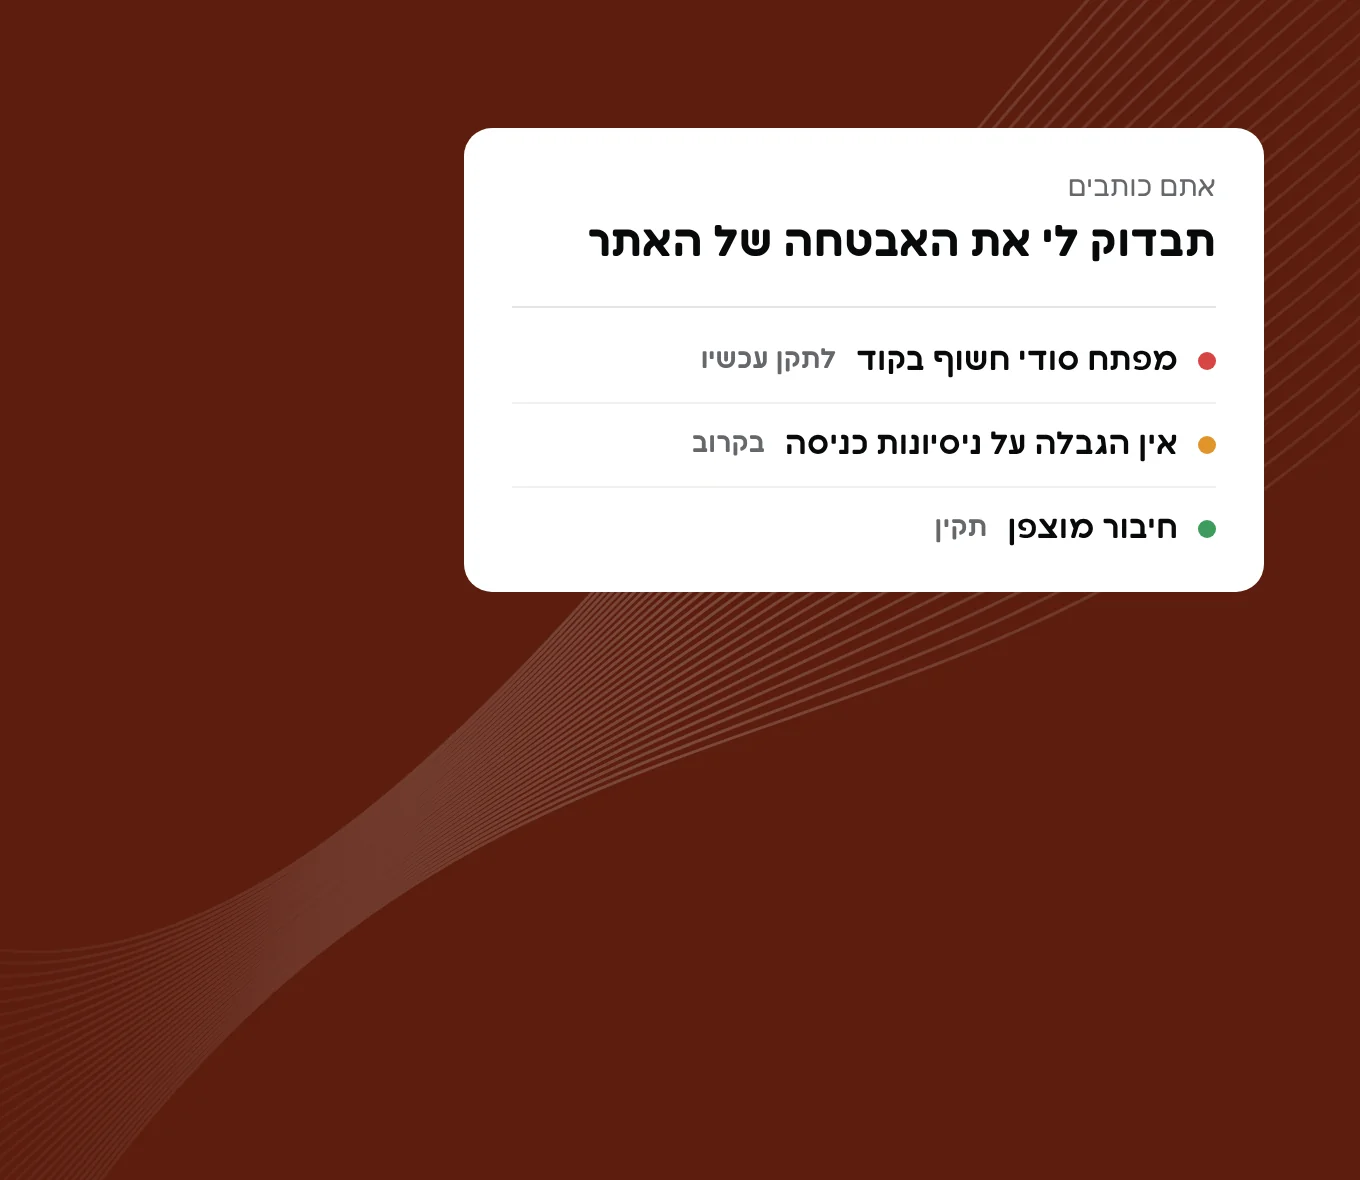 אתם כותבים
תבדוק לי את האבטחה של האתר
מפתח סודי חשוף בקוד לתקן עכשיו
אין הגבלה על ניסיונות כניסה בקרוב
חיבור מוצפן תקין